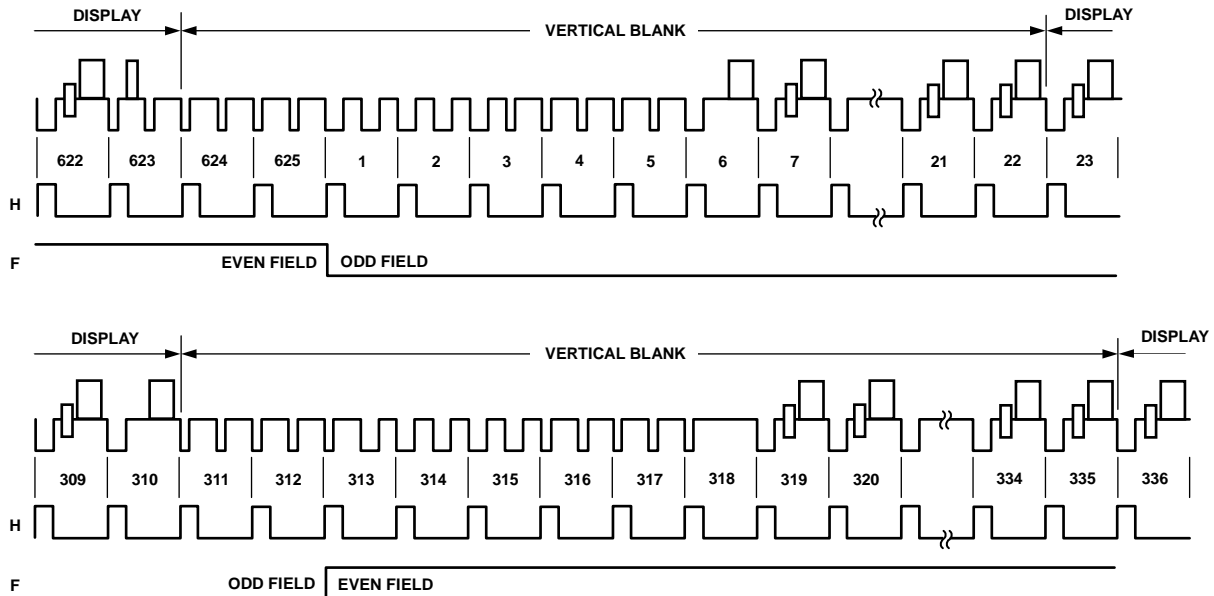 DISPLAY VERTICAL BLANK DISPLAY
622 623 624 625 1 2 3 4 5 6 7 21 22 23
H
F EVEN FIELD ODD FIELD
DISPLAY VERTICAL BLANK DISPLAY
309 310 311 312 313 314 315 316 317 318 319 320 334 335 336
H
F ODD FIELD EVEN FIELD